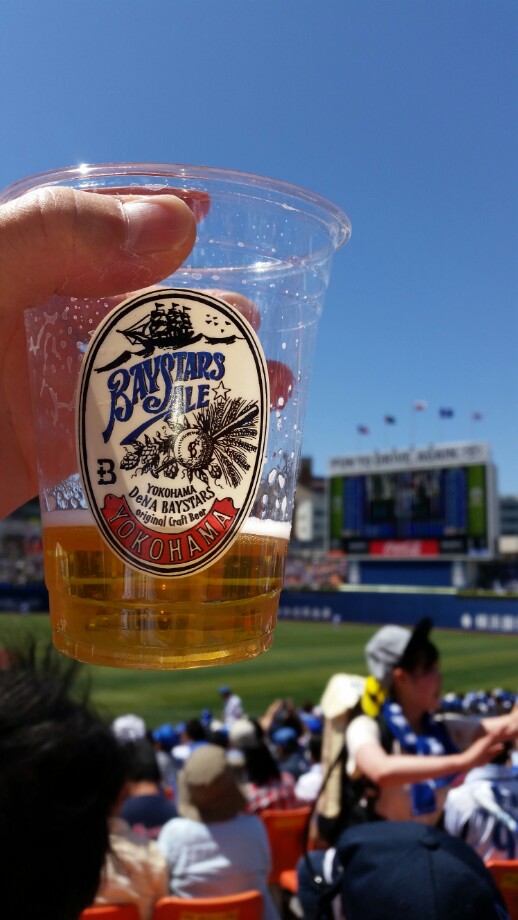 BAYSTARS
ALE
B
YOKOHAMA
DeNA BAYSTARS
original Craft Beer
YOKOHAMA